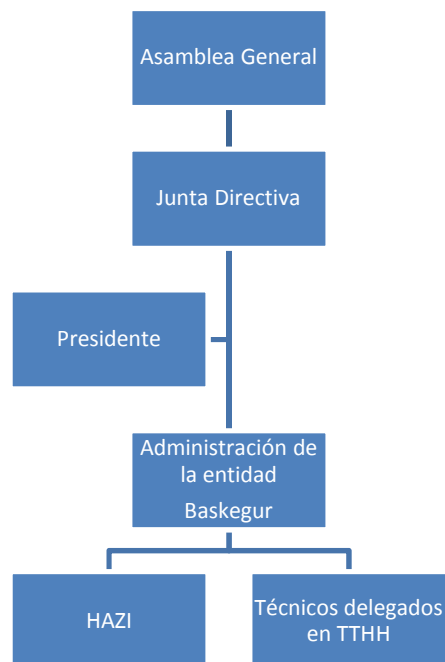 Asamblea General
Junta Directiva
Presidente
Administración de
la entidad
Baskegur
HAZI
Técnicos delegados
en TTHH